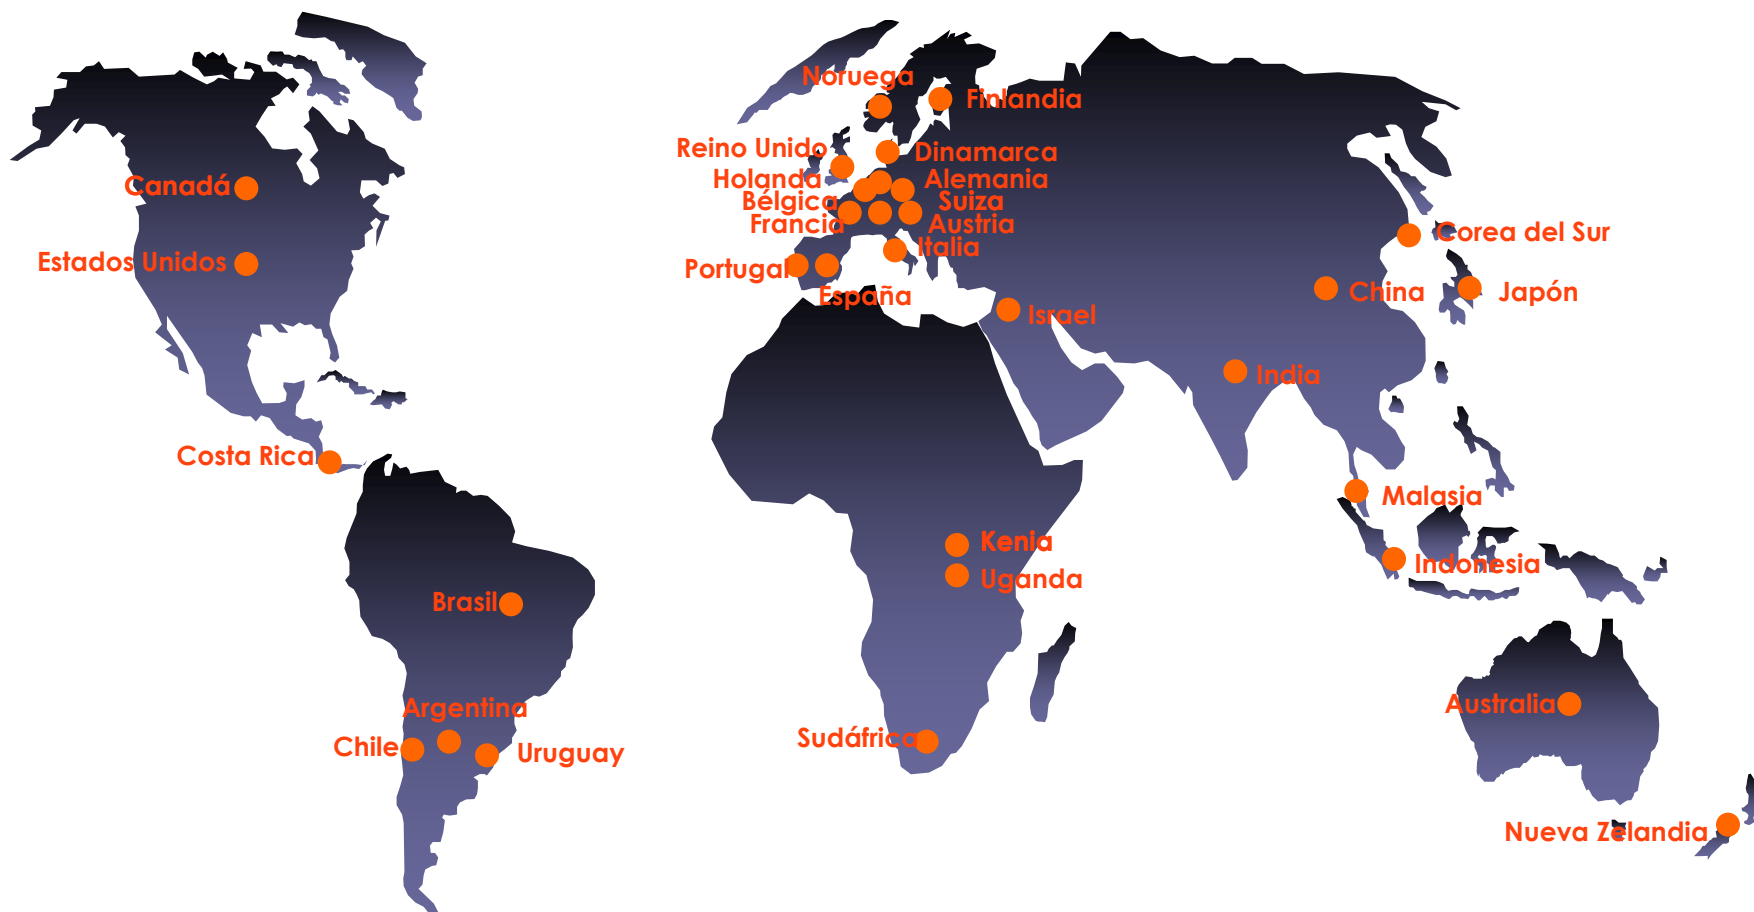 Noruega
Finlandia
Reino Unido
Dinamarca
Holanda
Alemania
Canadá
Bélgica
Suiza
Francia
Austria
Corea del Sur
Italia
Estados Unidos
Portugal
España
China
Japón
Israel
India
Costa Rica
Malasia
Kenia
Indonesia
Uganda
Brasil
Argentina
Australia
Sudáfrica
Chile
Uruguay
Nueva Zelandia